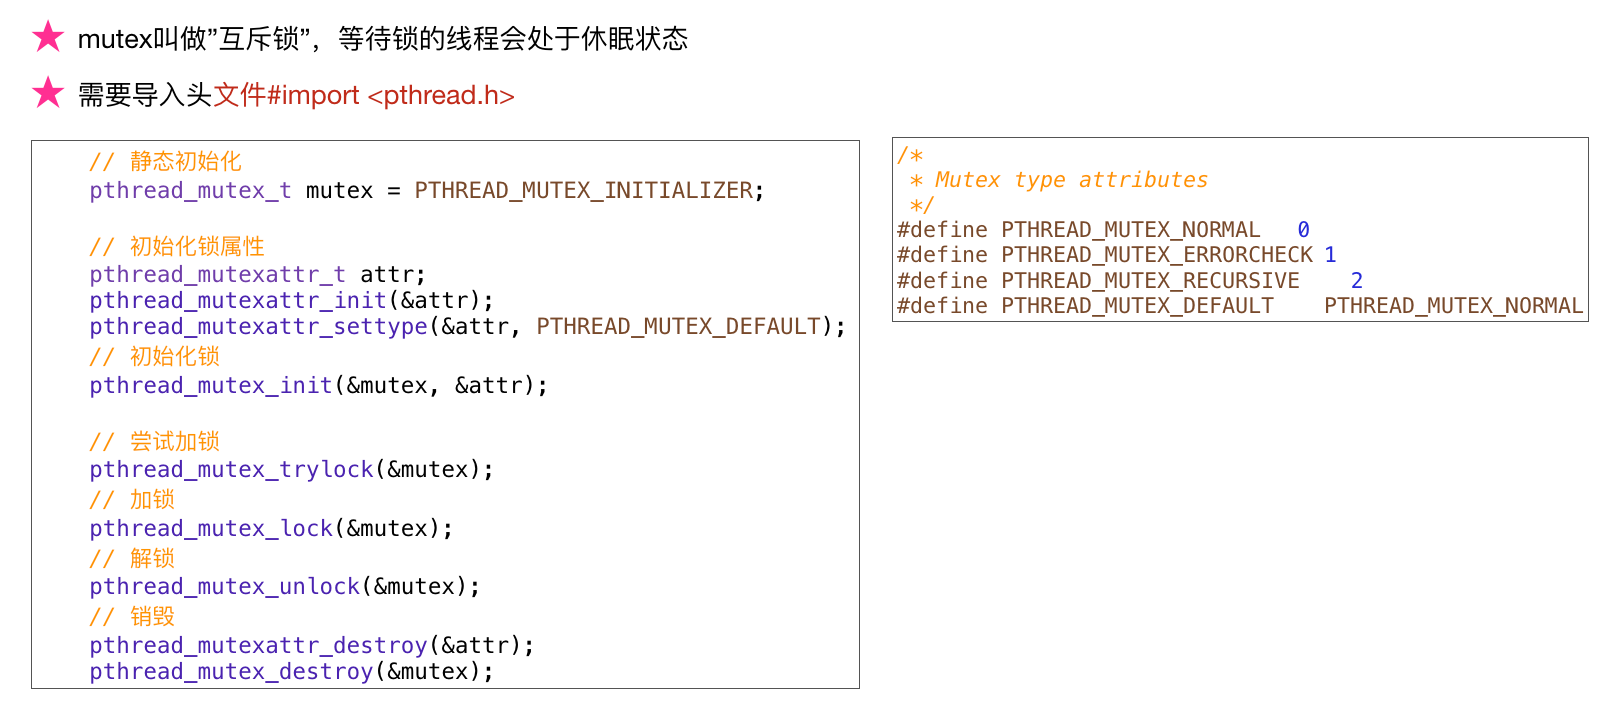 mutex叫做”互斥锁”，等待锁的线程会处于休眠状态
需要导入头文件#import <pthread.h>
// 静态初始化
pthread_mutex_t mutex = PTHREAD_MUTEX_INITIALIZER;
// 初始化锁属性
pthread_mutexattr_t attr;
pthread_mutexattr_init(&attr);
pthread_mutexattr_settype(&attr, PTHREAD_MUTEX_DEFAULT);
// 初始化锁
pthread_mutex_init(&mutex, &attr);
// 尝试加锁
pthread_mutex_trylock(&mutex);
// 加锁
pthread_mutex_lock(&mutex);
// 解锁
pthread_mutex_unlock(&mutex);
// 销毁
pthread_mutexattr_destroy(&attr);
pthread_mutex_destroy(&mutex);
/*
 * Mutex type attributes
 */
#define PTHREAD_MUTEX_NORMAL 0
#define PTHREAD_MUTEX_ERRORCHECK 1
#define PTHREAD_MUTEX_RECURSIVE 2
#define PTHREAD_MUTEX_DEFAULT PTHREAD_MUTEX_NORMAL